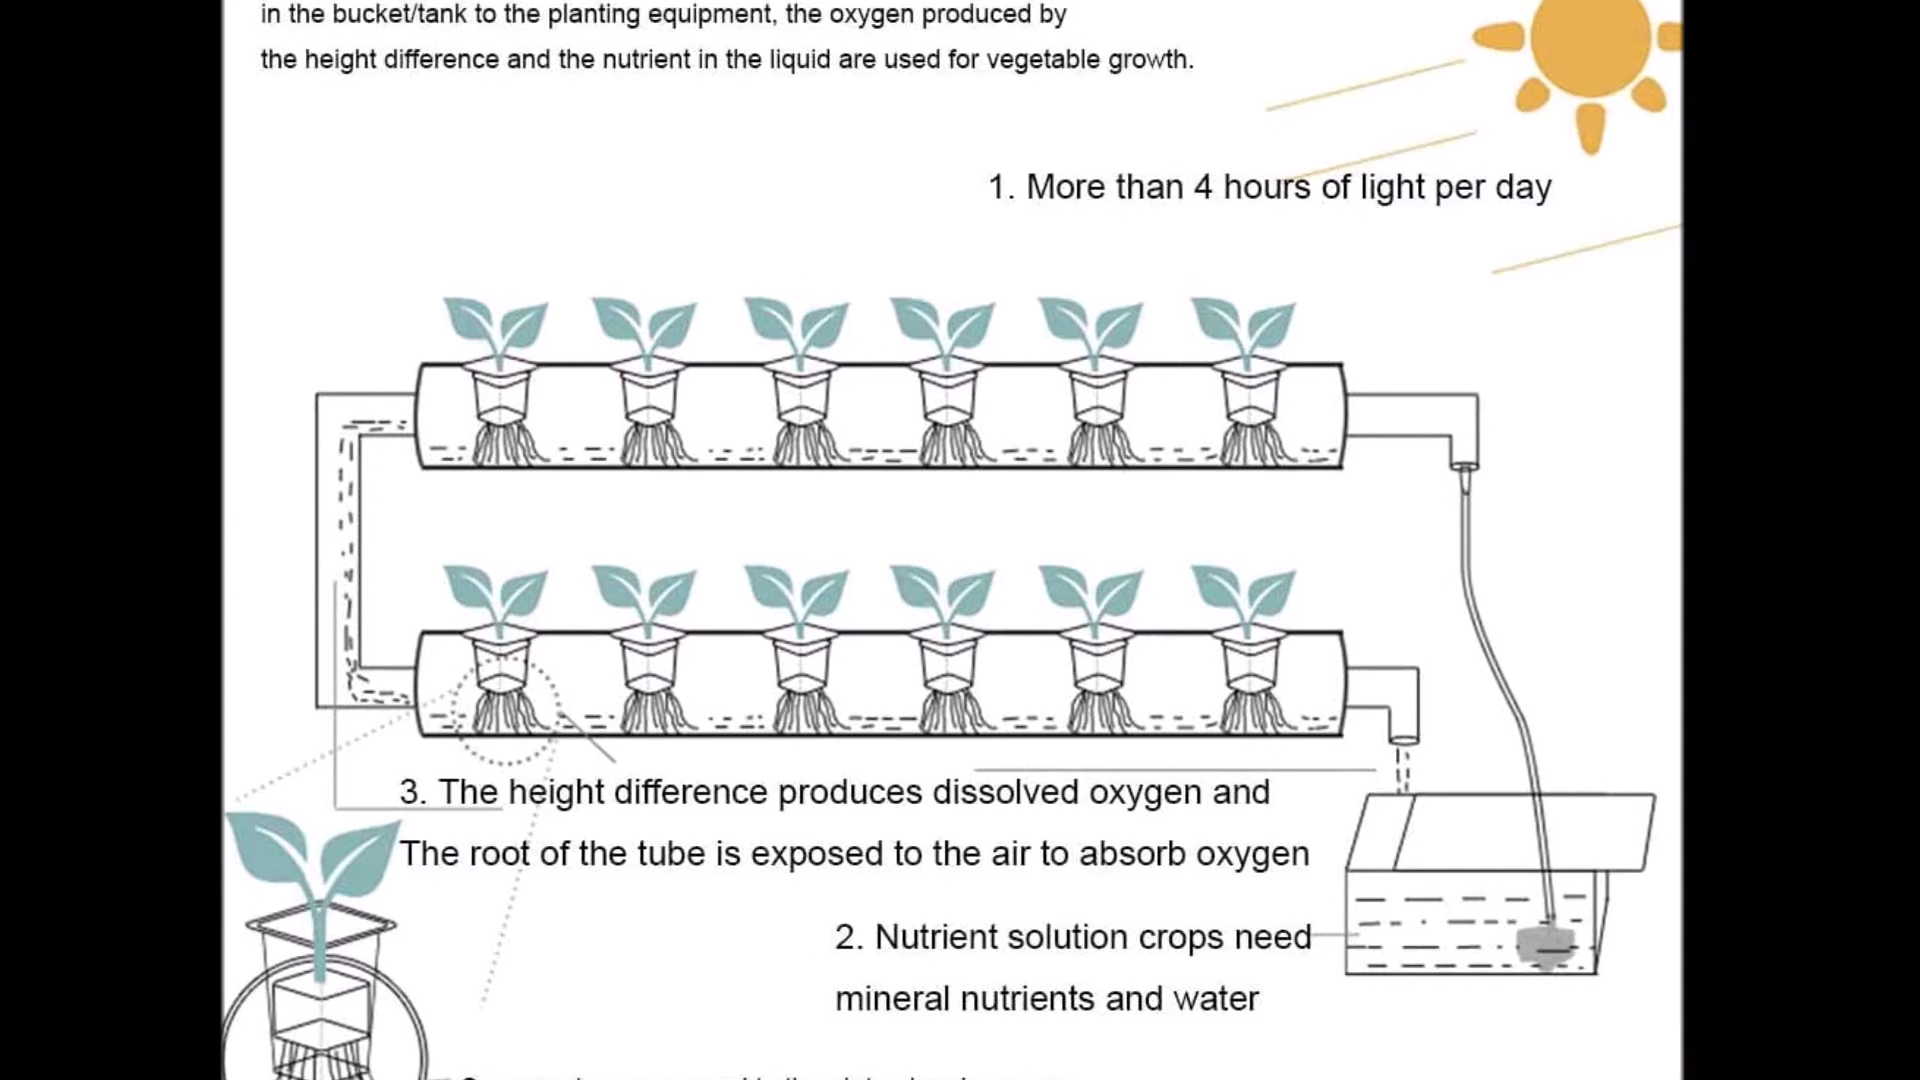 in the bucket/tank to the planting equipment, the oxygen produced by
the height difference and the nutrient in the liquid are used for vegetable growth.
1. More than 4 hours of light per day
3. The height difference produces dissolved oxygen and
The root of the tube is exposed to the air to absorb oxygen
2. Nutrient solution crops need
mineral nutrients and water